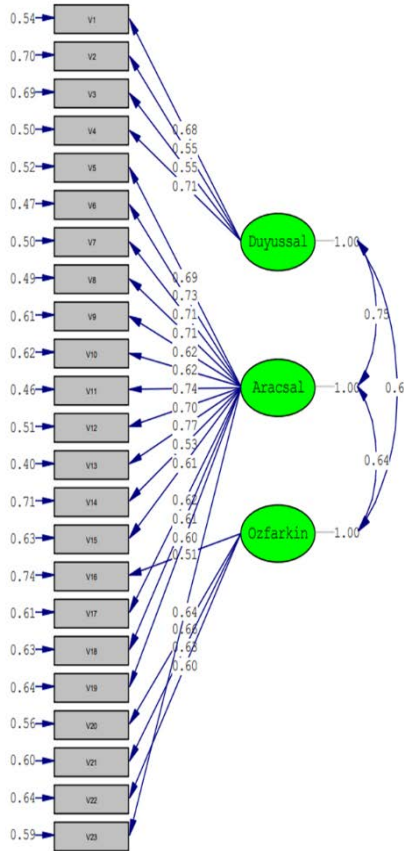 0.54 V1
0.70 V2
0.69 V3
0.50 V4
0.52 V5
0.47 V6
0.50 V7
0.49 V8
0.61 V9
0.62 V10
0.46 V11
0.51 V12
0.40 V13
0.71 V14
0.63 V15
0.74 V16
0.61 V17
0.63 V18
0.64 V19
0.56 V20
0.60 V21
0.64 V22
0.59 V23
0.68
0.55
0.55
0.71
0.69
0.73
0.71
0.71
0.62
0.62
0.74
0.70
0.77
0.53
0.61
0.62
0.61
0.60
0.51
0.64
0.66
0.63
0.60
Duyussal 1.00
Aracsal 1.00
Ozfarkin 1.00
0.75
0.64